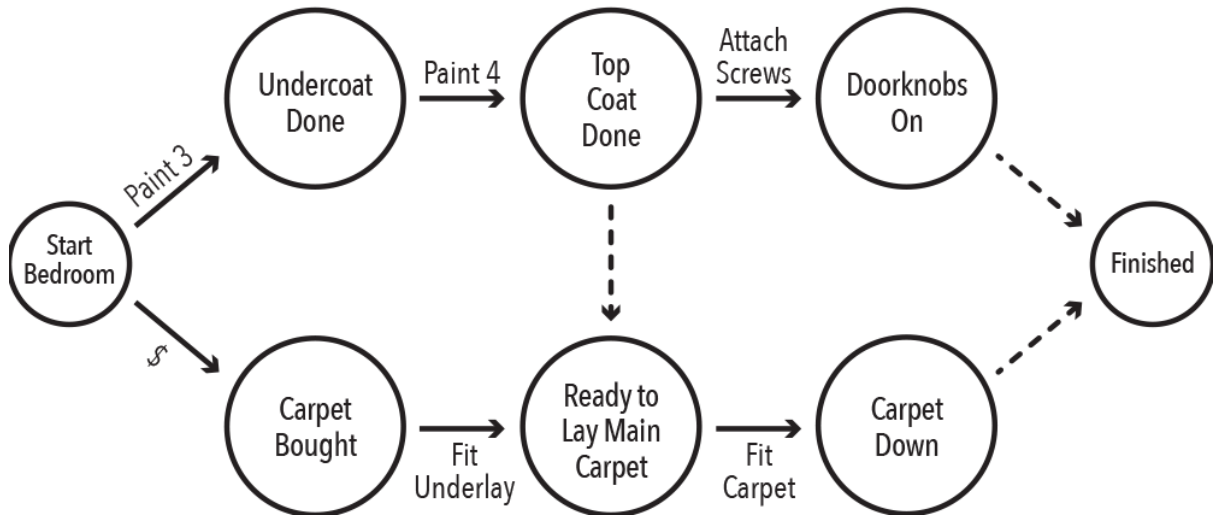 Undercoat
Done
Paint 4
Top
Coat
Done
Attach
Screws
Doorknobs
On
Paint 3
Start
Bedroom
Finished
$
Carpet
Bought
Fit
Underlay
Ready to
Lay Main
Carpet
Fit
Carpet
Carpet
Down